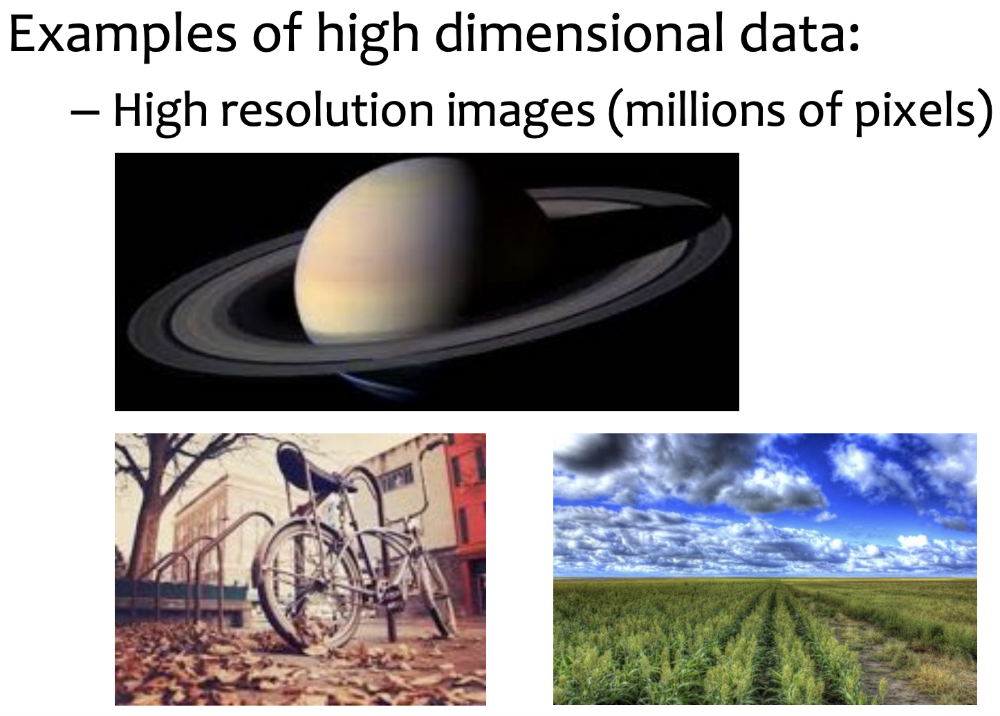 Examples of high dimensional data:
– High resolution images (millions of pixels)